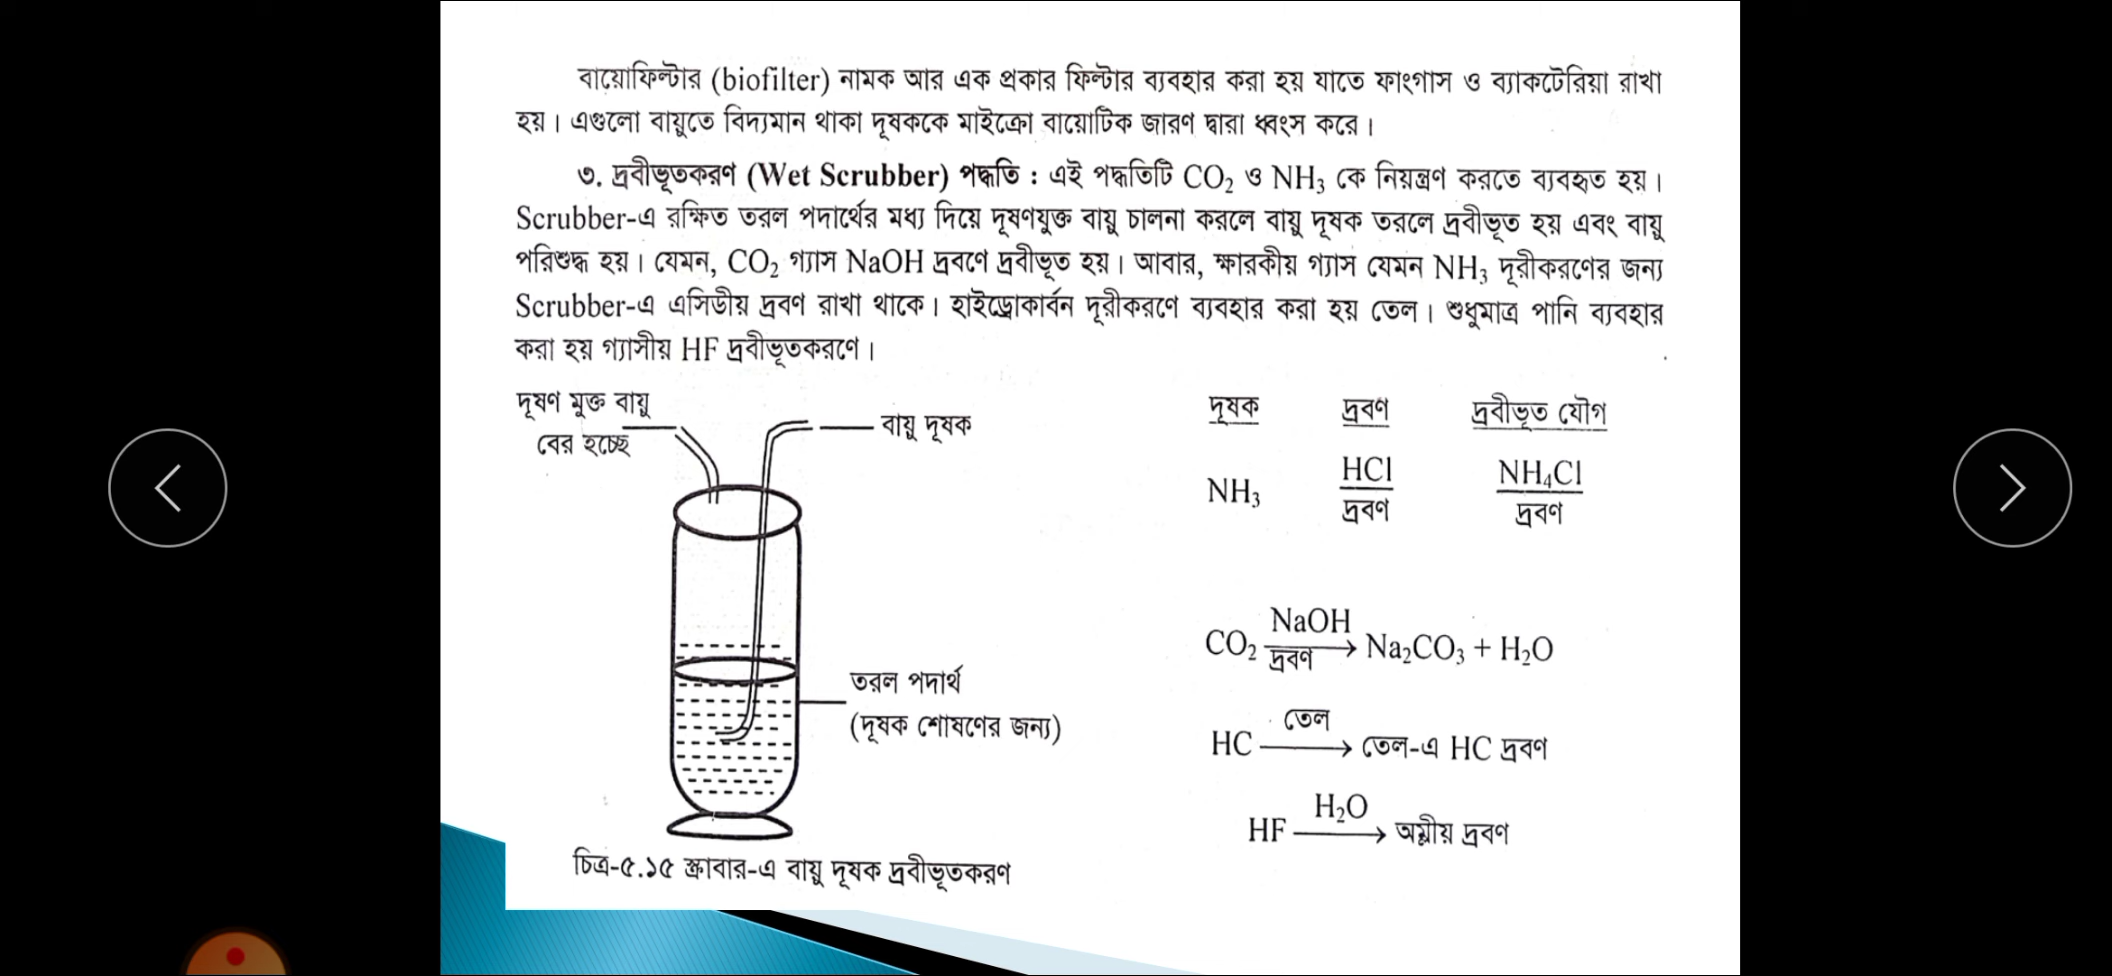 বায়োফিল্টার (biofilter) নামক আর এক প্রকার ফিল্টার ব্যবহার করা হয় যাতে ফাংগাস ও ব্যাকটেরিয়া রাখা
হয়। এগুলো বায়ুতে বিদ্যমান থাকা দূষককে মাইক্রো বায়োটিক জারণ দ্বারা ধ্বংস করে।
৩. দ্রবীভূতকরণ (Wet Scrubber) পদ্ধতি : এই পদ্ধতিটি CO₂ ও NH₃ কে নিয়ন্ত্রণ করতে ব্যবহৃত হয়।
Scrubber-এ রক্ষিত তরল পদার্থের মধ্য দিয়ে দূষণযুক্ত বায়ু চালনা করলে বায়ু দূষক তরলে দ্রবীভূত হয় এবং বায়ু
পরিশুদ্ধ হয়। যেমন, CO₂ গ্যাস NaOH দ্রবণে দ্রবীভূত হয়। আবার, ক্ষারকীয় গ্যাস যেমন NH₃ দূরীকরণের জন্য
Scrubber-এ এসিডীয় দ্রবণ রাখা থাকে। হাইড্রোকার্বন দূরীকরণে ব্যবহার করা হয় তেল। শুধুমাত্র পানি ব্যবহার
করা হয় গ্যাসীয় HF দ্রবীভূতকরণে।
দূষণ মুক্ত বায়ু
বের হচ্ছে
বায়ু দূষক
তরল পদার্থ
(দূষক শোষণের জন্য)
চিত্র-৫.১৫ স্ক্রাবার-এ বায়ু দূষক দ্রবীভূতকরণ
দূষক দ্রবণ দ্রবীভূত যৌগ
HCl NH₄Cl
NH₃
দ্রবণ দ্রবণ
NaOH
CO₂ → Na₂CO₃ + H₂O
দ্রবণ
তেল
HC → তেল-এ HC দ্রবণ
H₂O
HF → অম্লীয় দ্রবণ